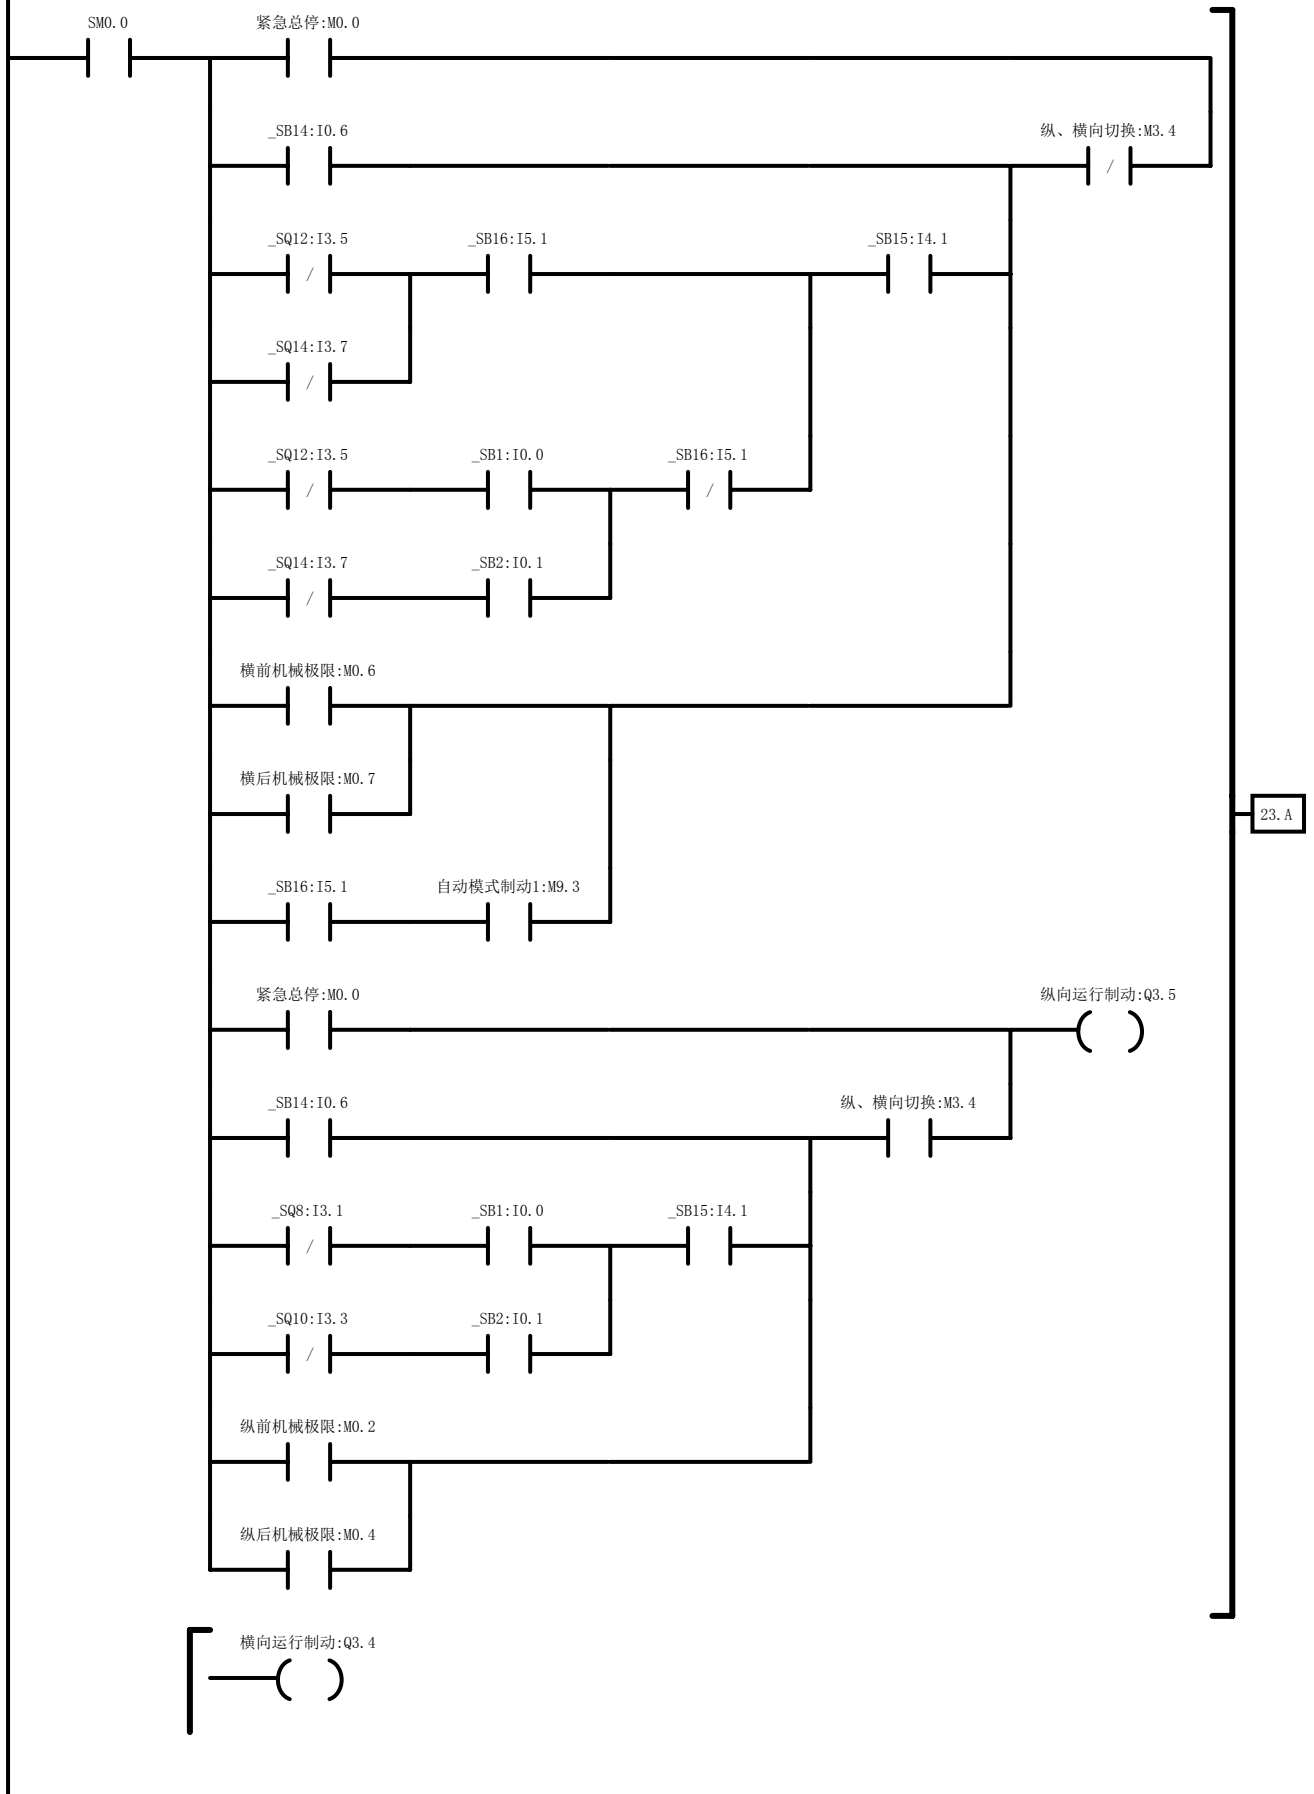 SM0.0 紧急总停:M0.0
_SB14:I0.6 纵、横向切换:M3.4
/
_SQ12:I3.5 _SB16:I5.1 _SB15:I4.1
/
_SQ14:I3.7
/
_SQ12:I3.5 _SB1:I0.0 _SB16:I5.1
/ /
_SQ14:I3.7 _SB2:I0.1
/
横前机械极限:M0.6
横后机械极限:M0.7
23.A
_SB16:I5.1 自动模式制动1:M9.3
紧急总停:M0.0 纵向运行制动:Q3.5
_SB14:I0.6 纵、横向切换:M3.4
_SQ8:I3.1 _SB1:I0.0 _SB15:I4.1
/
_SQ10:I3.3 _SB2:I0.1
/
纵前机械极限:M0.2
纵后机械极限:M0.4
横向运行制动:Q3.4